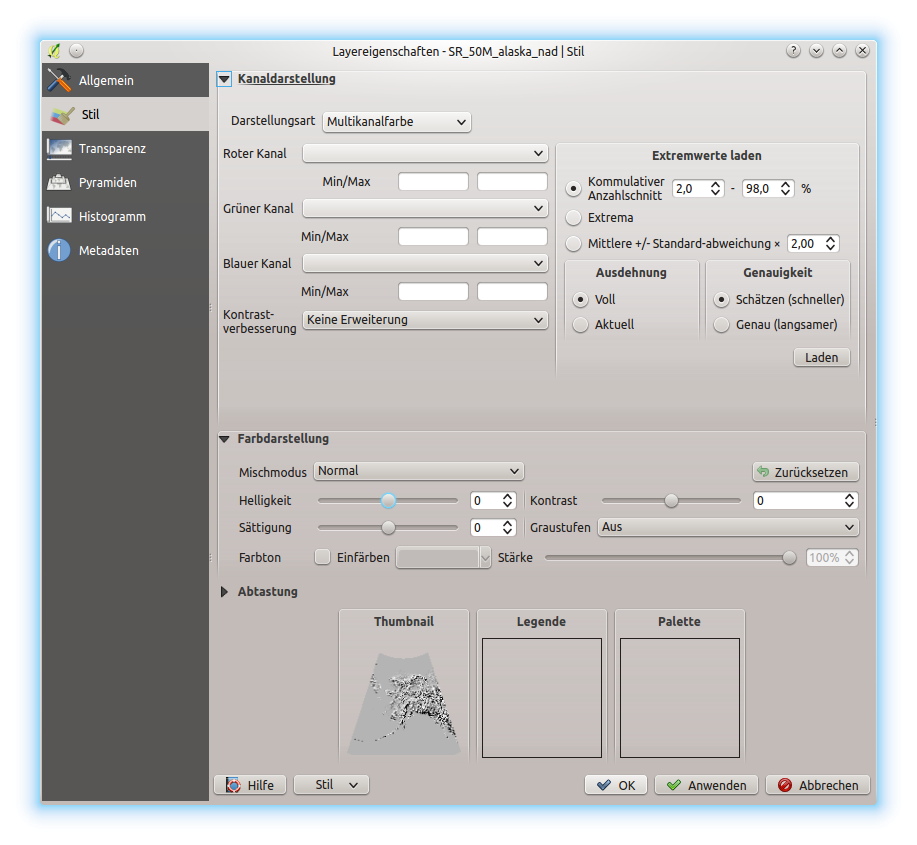 Layereigenschaften - SR_50M_alaska_nad | Stil
Allgemein
Stil
Transparenz
Pyramiden
Histogramm
Metadaten
Kanaldarstellung
Darstellungsart Multikanalfarbe
Roter Kanal
Min/Max
Grüner Kanal
Min/Max
Blauer Kanal
Min/Max
Kontrast-
verbesserung Keine Erweiterung
Extremwerte laden
Kommulativer
Anzahlschnitt 2,0 - 98,0 %
Extrema
Mittlere +/- Standard-abweichung × 2,00
Ausdehnung
Voll
Aktuell
Genauigkeit
Schätzen (schneller)
Genau (langsamer)
Laden
Farbdarstellung
Mischmodus Normal Zurücksetzen
Helligkeit 0 Kontrast 0
Sättigung 0 Graustufen Aus
Farbton Einfärben Stärke 100%
Abtastung
Thumbnail Legende Palette
Hilfe Stil OK Anwenden Abbrechen